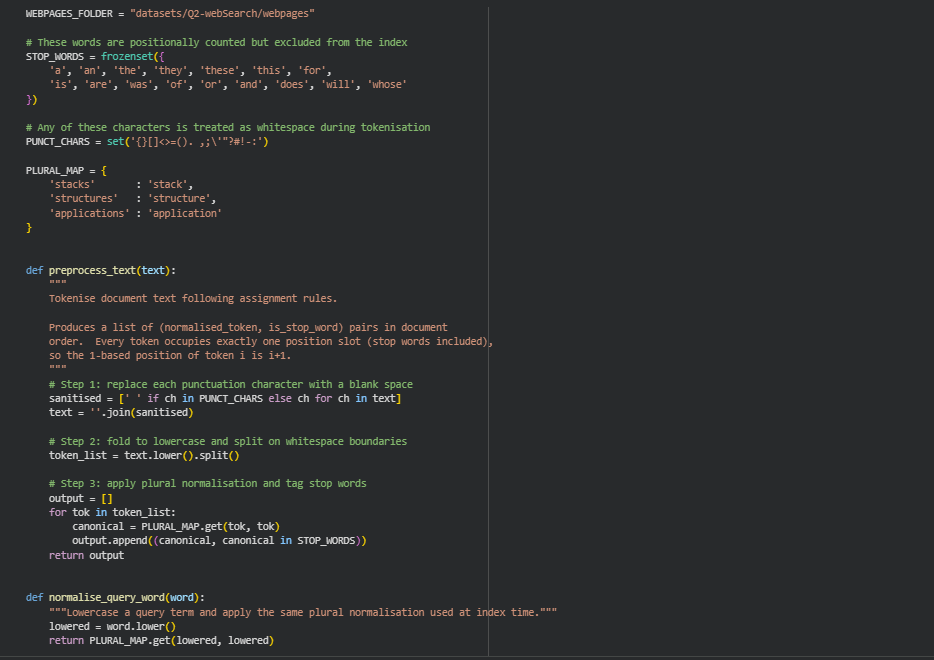 WEBPAGES_FOLDER = "datasets/Q2-webSearch/webpages"

# These words are positionally counted but excluded from the index
STOP_WORDS = frozenset({
    'a', 'an', 'the', 'they', 'these', 'this', 'for',
    'is', 'are', 'was', 'of', 'or', 'and', 'does', 'will', 'whose'
})

# Any of these characters is treated as whitespace during tokenisation
PUNCT_CHARS = set('{}[]<>=(). ,;\'"?#!-:')

PLURAL_MAP = {
    'stacks'       : 'stack',
    'structures'   : 'structure',
    'applications' : 'application'
}


def preprocess_text(text):
    """
    Tokenise document text following assignment rules.

    Produces a list of (normalised_token, is_stop_word) pairs in document
    order.  Every token occupies exactly one position slot (stop words included),
    so the 1-based position of token i is i+1.
    """
    # Step 1: replace each punctuation character with a blank space
    sanitised = [' ' if ch in PUNCT_CHARS else ch for ch in text]
    text = ''.join(sanitised)

    # Step 2: fold to lowercase and split on whitespace boundaries
    token_list = text.lower().split()

    # Step 3: apply plural normalisation and tag stop words
    output = []
    for tok in token_list:
        canonical = PLURAL_MAP.get(tok, tok)
        output.append((canonical, canonical in STOP_WORDS))
    return output


def normalise_query_word(word):
    """Lowercase a query term and apply the same plural normalisation used at index time."""
    lowered = word.lower()
    return PLURAL_MAP.get(lowered, lowered)